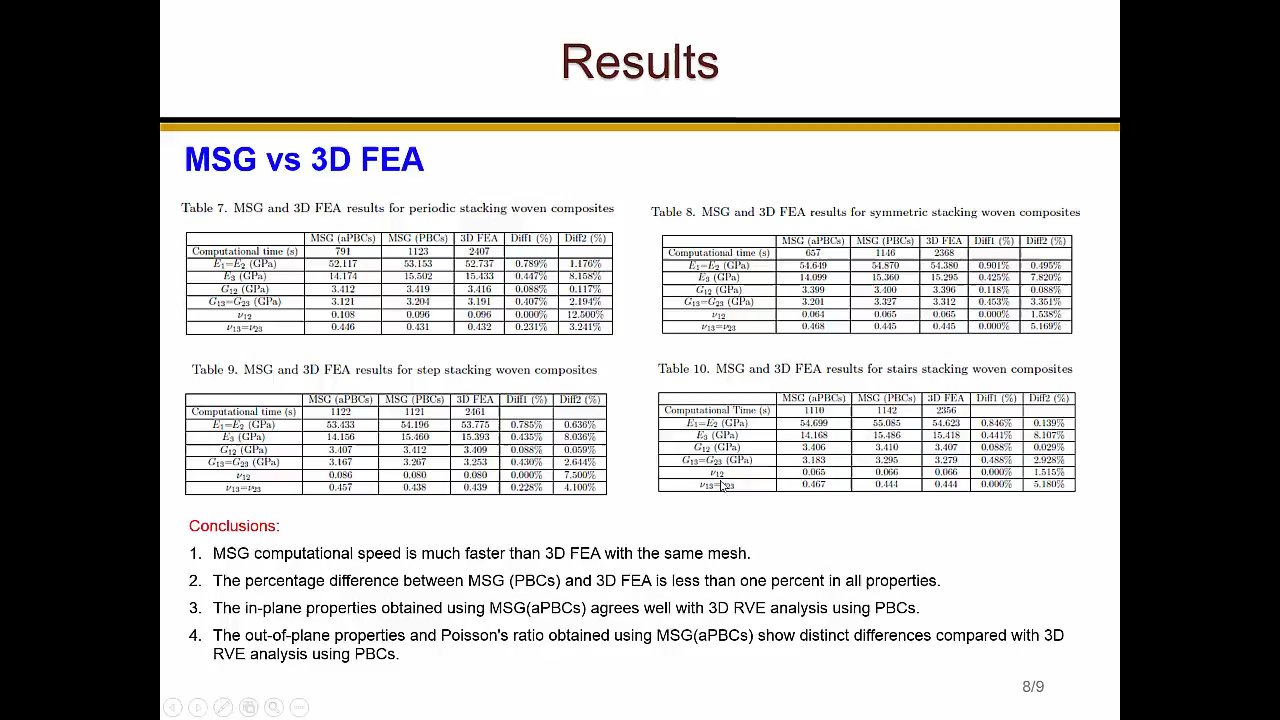 Results
MSG vs 3D FEA
Table 7. MSG and 3D FEA results for periodic stacking woven composites
MSG (aPBCs) MSG (PBCs) 3D FEA Diff1 (%) Diff2 (%)
Computational time (s) 791 1123 2407
E1=E2 (GPa) 52.117 53.153 52.737 0.789% 1.176%
E3 (GPa) 14.174 15.502 15.433 0.447% 8.158%
G12 (GPa) 3.412 3.419 3.416 0.088% 0.117%
G13=G23 (GPa) 3.121 3.204 3.191 0.407% 2.194%
ν12 0.108 0.096 0.096 0.000% 12.500%
ν13=ν23 0.446 0.431 0.432 0.231% 3.241%
Table 8. MSG and 3D FEA results for symmetric stacking woven composites
MSG (aPBCs) MSG (PBCs) 3D FEA Diff1 (%) Diff2 (%)
Computational time (s) 657 1146 2368
E1=E2 (GPa) 54.649 54.870 54.380 0.901% 0.495%
E3 (GPa) 14.099 15.360 15.295 0.425% 7.820%
G12 (GPa) 3.399 3.400 3.396 0.118% 0.088%
G13=G23 (GPa) 3.201 3.327 3.312 0.453% 3.351%
ν12 0.064 0.065 0.065 0.000% 1.538%
ν13=ν23 0.468 0.445 0.445 0.000% 5.169%
Table 9. MSG and 3D FEA results for step stacking woven composites
MSG (aPBCs) MSG (PBCs) 3D FEA Diff1 (%) Diff2 (%)
Computational time (s) 1122 1121 2461
E1=E2 (GPa) 53.433 54.196 53.775 0.785% 0.636%
E3 (GPa) 14.156 15.460 15.393 0.435% 8.036%
G12 (GPa) 3.407 3.412 3.409 0.088% 0.059%
G13=G23 (GPa) 3.167 3.267 3.253 0.430% 2.644%
ν12 0.086 0.080 0.080 0.000% 7.500%
ν13=ν23 0.457 0.438 0.439 0.228% 4.100%
Table 10. MSG and 3D FEA results for stairs stacking woven composites
MSG (aPBCs) MSG (PBCs) 3D FEA Diff1 (%) Diff2 (%)
Computational Time (s) 1110 1142 2356
E1=E2 (GPa) 54.699 55.085 54.623 0.846% 0.139%
E3 (GPa) 14.168 15.486 15.418 0.441% 8.107%
G12 (GPa) 3.406 3.410 3.407 0.088% 0.029%
G13=G23 (GPa) 3.183 3.295 3.279 0.488% 2.928%
ν12 0.065 0.066 0.066 0.000% 1.515%
ν13=ν23 0.467 0.444 0.444 0.000% 5.180%
Conclusions:
1. MSG computational speed is much faster than 3D FEA with the same mesh.
2. The percentage difference between MSG (PBCs) and 3D FEA is less than one percent in all properties.
3. The in-plane properties obtained using MSG(aPBCs) agrees well with 3D RVE analysis using PBCs.
4. The out-of-plane properties and Poisson's ratio obtained using MSG(aPBCs) show distinct differences compared with 3D
RVE analysis using PBCs.
8/9